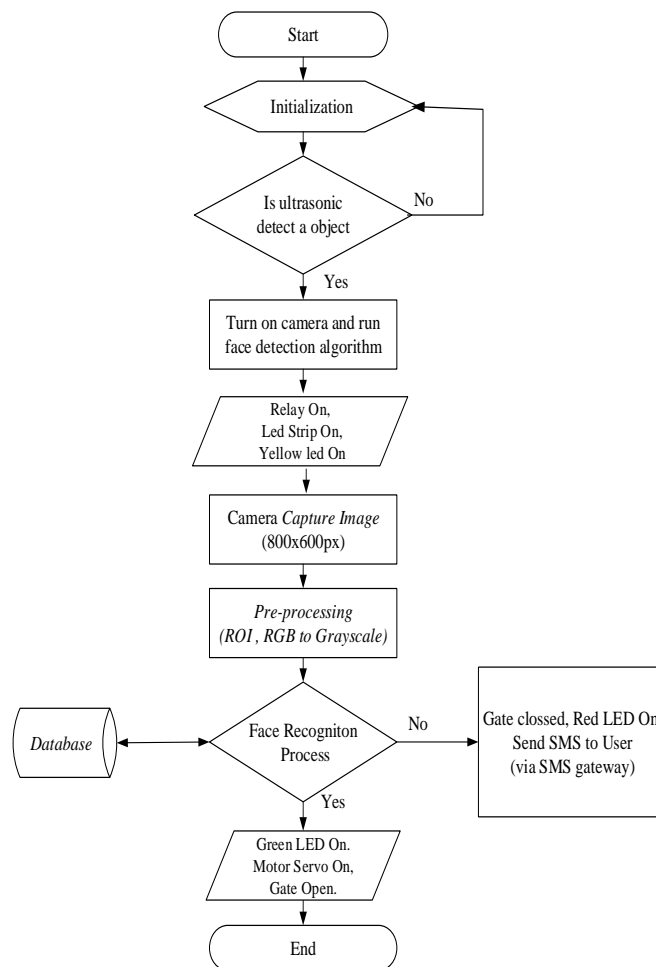 Start
Initialization
Is ultrasonic
detect a object
No
Yes
Turn on camera and run
face detection algorithm
Relay On,
Led Strip On,
Yellow led On
Camera Capture Image
(800x600px)
Pre-processing
(ROI , RGB to Grayscale)
Database
Face Recogniton
Process
No
Gate clossed, Red LED On
Send SMS to User
(via SMS gateway)
Yes
Green LED On.
Motor Servo On,
Gate Open.
End